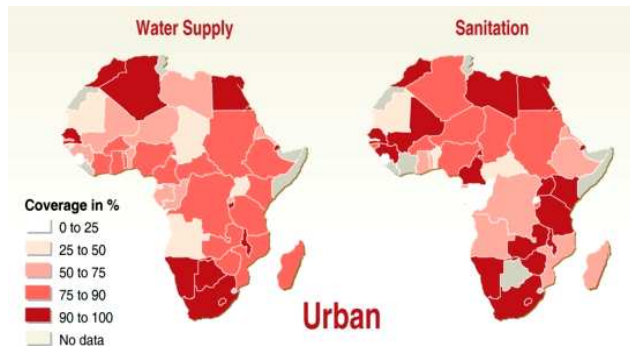 Water Supply
Sanitation
Coverage in %
0 to 25
25 to 50
50 to 75
75 to 90
90 to 100
No data
Urban